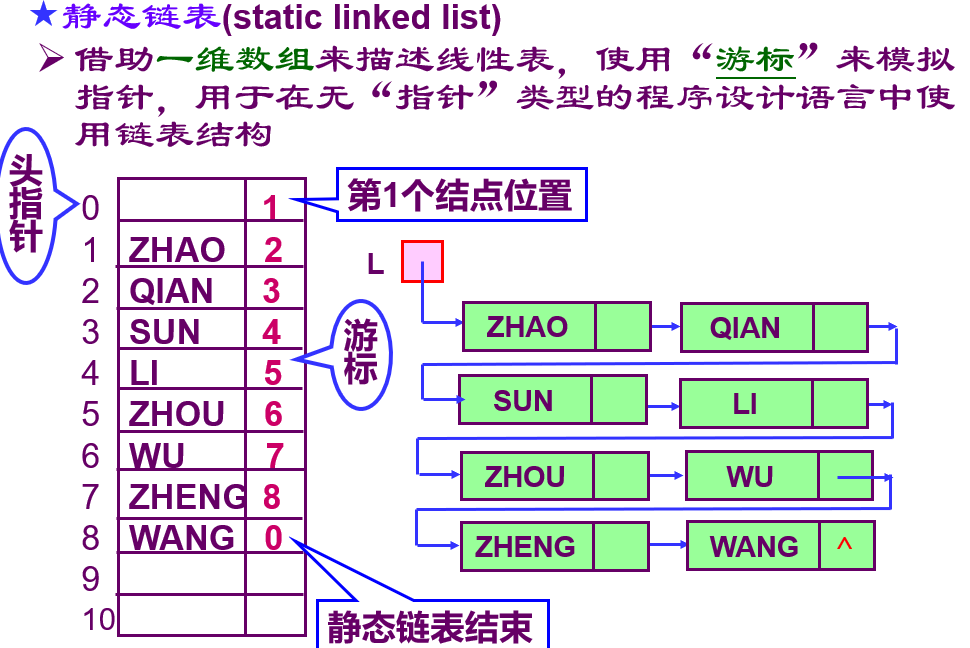 ★静态链表(static linked list)
➢ 借助一维数组来描述线性表，使用“游标”来模拟
指针，用于在无“指针”类型的程序设计语言中使
用链表结构
头指针
0 1
第1个结点位置
1 ZHAO 2
2 QIAN 3
3 SUN 4
4 LI 5
5 ZHOU 6
6 WU 7
7 ZHENG 8
8 WANG 0
9
10
游标
静态链表结束
L
ZHAO QIAN
SUN LI
ZHOU WU
ZHENG WANG ^